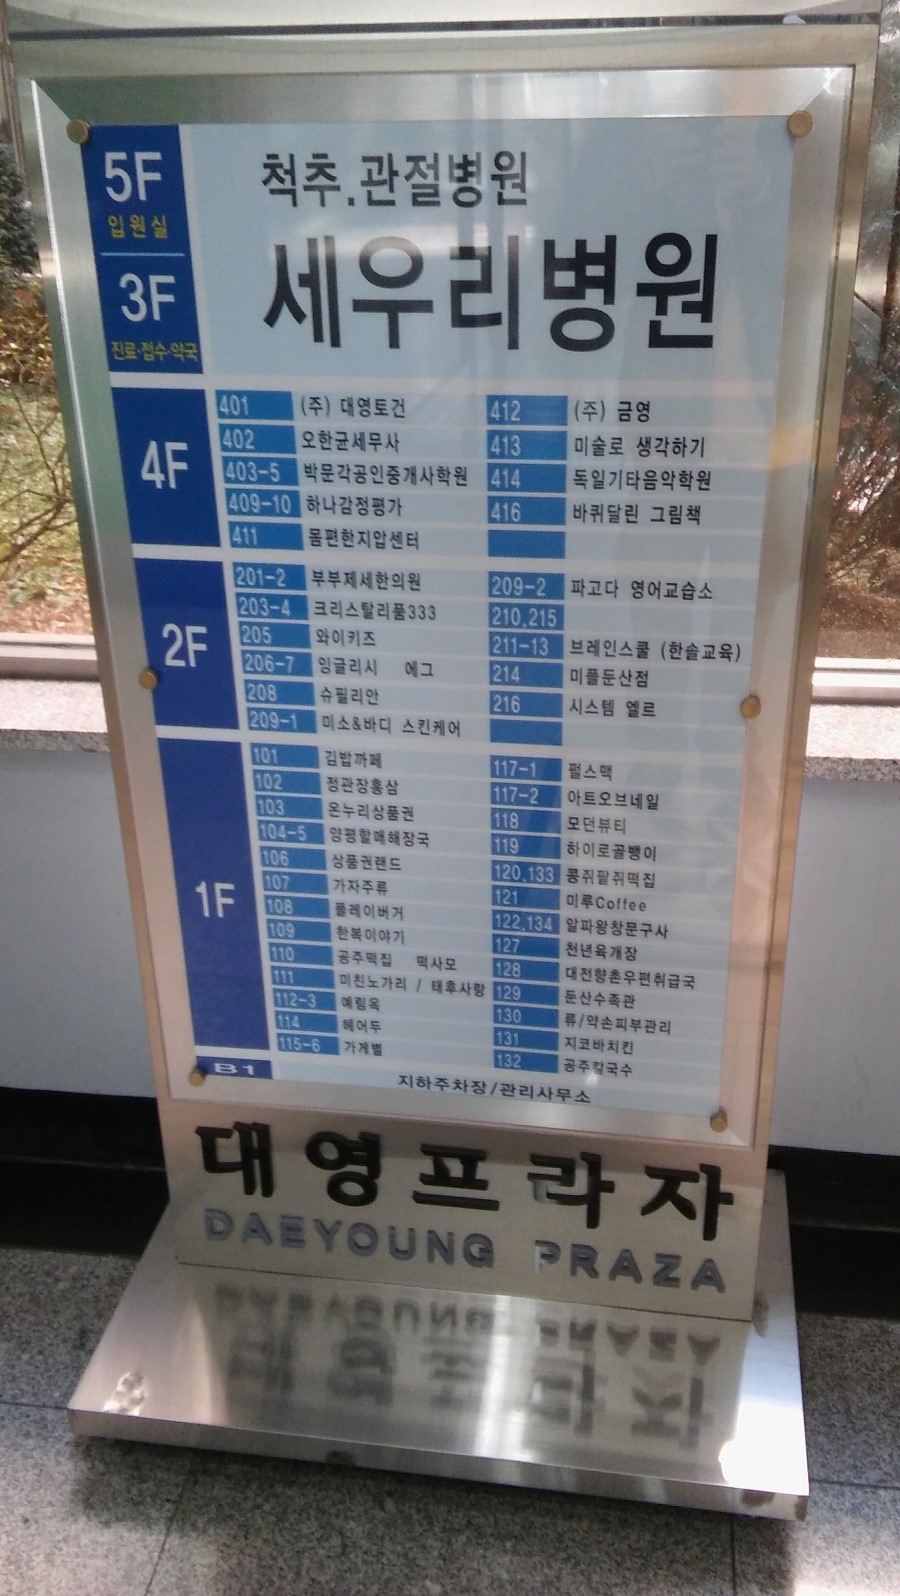 5F
입원실
3F
진료·접수·약국
척추.관절병원
세우리병원
4F
401 (주) 대영토건
402 오한균세무사
403-5 박문각공인중개사학원
409-10 하나감정평가
411 몸편한지압센터
412 (주) 금영
413 미술로 생각하기
414 독일기타음악학원
416 바퀴달린 그림책
2F
201-2 부부제세한의원
203-4 크리스탈리폼333
205 와이키즈
206-7 잉글리시 에그
208 슈필리안
209-1 미소&바디 스킨케어
209-2 파고다 영어교습소
210,215
211-13 브레인스쿨 (한솔교육)
214 미플둔산점
216 시스템 엘르
1F
101 김밥까페
102 정관장홍삼
103 온누리상품권
104-5 양평할매해장국
106 상품권랜드
107 가자주류
108 플레이버거
109 한복이야기
110 공주떡집 떡사모
111 미친노가리 / 태후사랑
112-3 예림옥
114 헤어두
115-6 가게별
117-1 펄스맥
117-2 아트오브네일
118 모던뷰티
119 하이로골뱅이
120,133 콩쥐팥쥐떡집
121 미루Coffee
122,134 알파왕창문구사
127 천년육개장
128 대전향촌우편취급국
129 둔산수족관
130 류/약손피부관리
131 지코바치킨
132 공주칼국수
B1
지하주차장/관리사무소
대영프라자
DAEYOUNG PRAZA